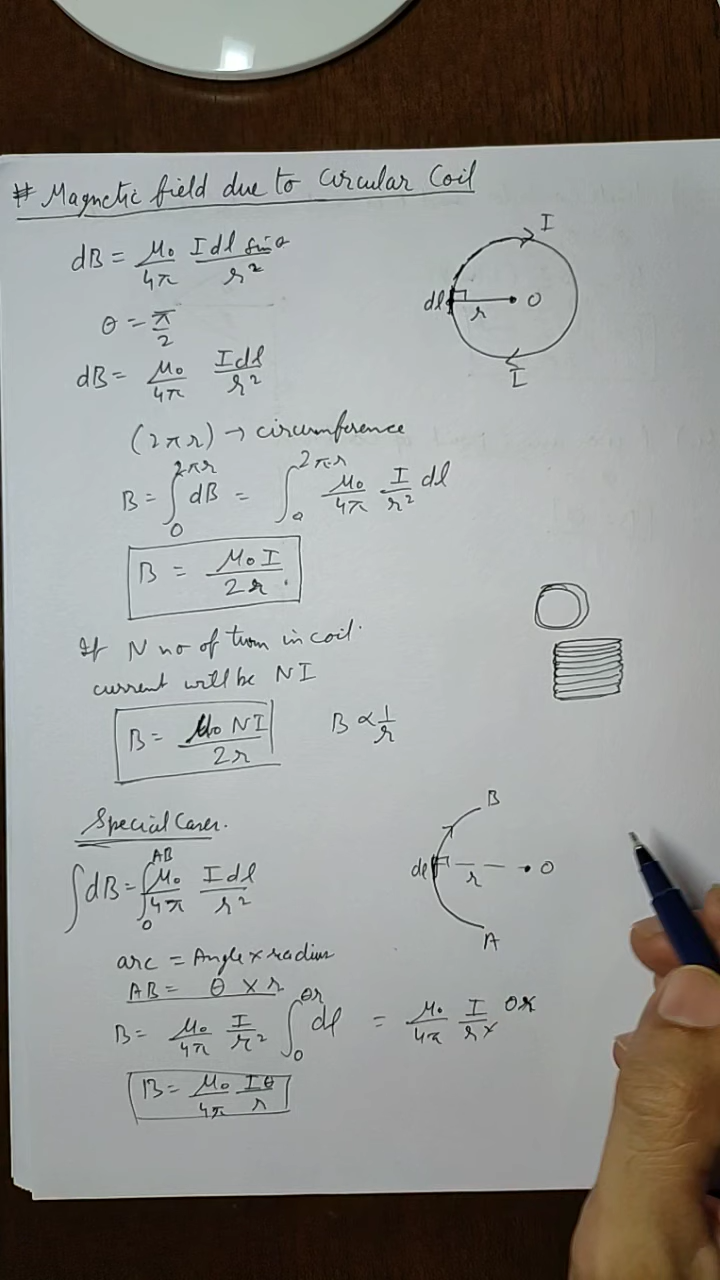 # Magnetic field due to Circular Coil
dB = μ₀/4π Idl sinθ/r²
I
dl r O
I
θ = π/2
dB = μ₀/4π Idl/r²
(2πr) → circumference
B = ∫₀^2πr dB = ∫₀^2πr μ₀/4π I/r² dl
B = μ₀I/2r.
If N no of turn in coil.
current will be NI
B = μ₀NI/2r B ∝ 1/r
Special Cases.
B
dl r O
A
∫dB = ∫₀^AB μ₀/4π Idl/r²
arc = Angle × radius
AB = θ × r
B = μ₀/4π I/r² ∫₀^θr dl = μ₀/4π I/r² θr
B = μ₀/4π Iθ/r